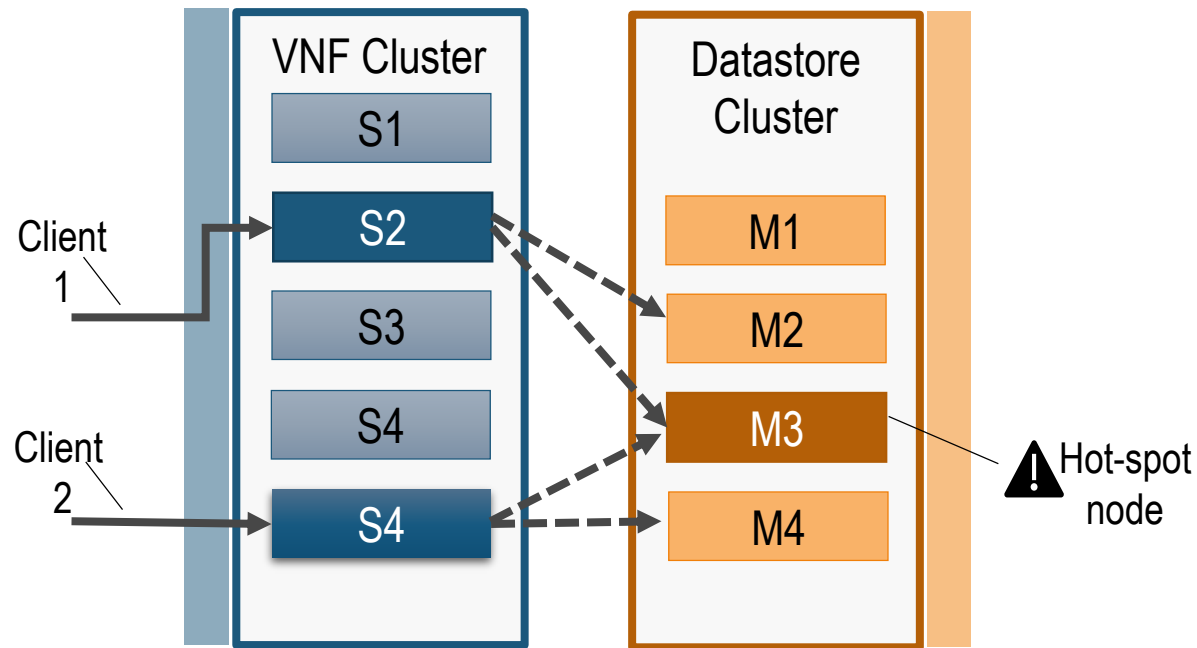 VNF Cluster
S1
S2
S3
S4
S4
Client
1
Client
2
Datastore
Cluster
M1
M2
M3
M4
Hot-spot
node